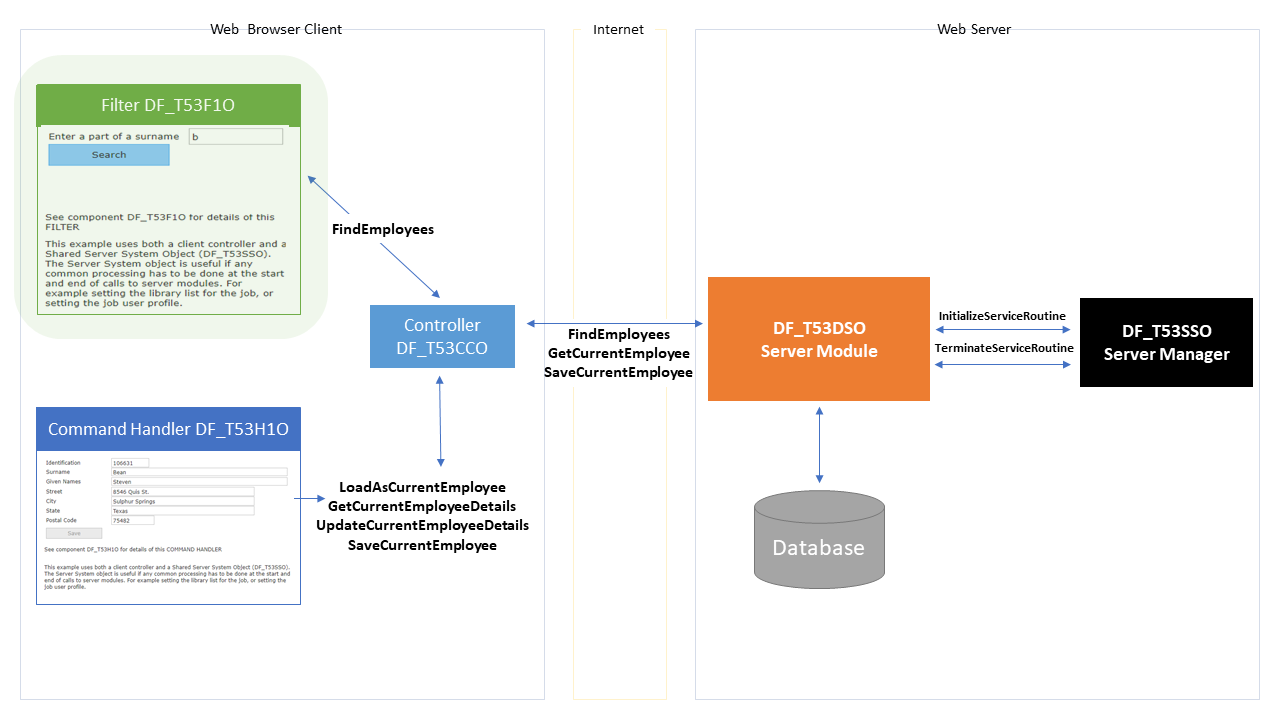 Web  Browser Client
Internet
Web Server
Filter DF_T53F1O
Enter a part of a surname
b
Search
See component DF_T53F1O for details of this
FILTER
This example uses both a client controller and a
Shared Server System Object (DF_T53SSO).
The Server System object is useful if any
common processing has to be done at the start
and end of calls to server modules. For
example setting the library list for the job, or
setting the job user profile.
FindEmployees
Controller
DF_T53CCO
FindEmployees
GetCurrentEmployee
SaveCurrentEmployee
DF_T53DSO
Server Module
InitializeServiceRoutine
TerminateServiceRoutine
DF_T53SSO
Server Manager
Command Handler DF_T53H1O
Identification 106631
Surname Bean
Given Names Steven
Street 8546 Quis St.
City Sulphur Springs
State Texas
Postal Code 75482
Save
See component DF_T53H1O for details of this COMMAND HANDLER
This example uses both a client controller and a Shared Server System Object (DF_T53SSO).
The Server System object is useful if any common processing has to be done at the start and
end of calls to server modules. For example setting the library list for the job, or setting the
job user profile.
LoadAsCurrentEmployee
GetCurrentEmployeeDetails
UpdateCurrentEmployeeDetails
SaveCurrentEmployee
Database